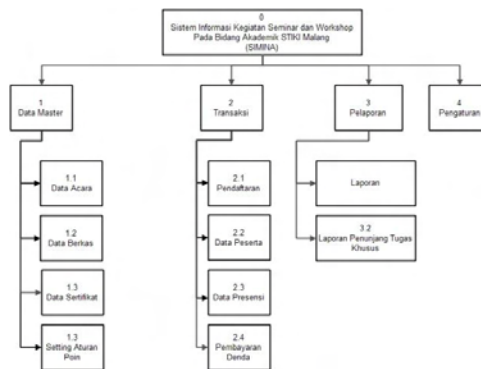 0
Sistem Informasi Kegiatan Seminar dan Workshop
Pada Bidang Akademik STIKI Malang
(SIMINA)
1
Data Master
2
Transaksi
3
Pelaporan
4
Pengaturan
1.1
Data Acara
1.2
Data Berkas
1.3
Data Sertifikat
1.3
Setting Aturan
Poin
2.1
Pendaftaran
2.2
Data Peserta
2.3
Data Presensi
2.4
Pembayaran
Denda
Laporan
3.2
Laporan Penunjang Tugas
Khusus